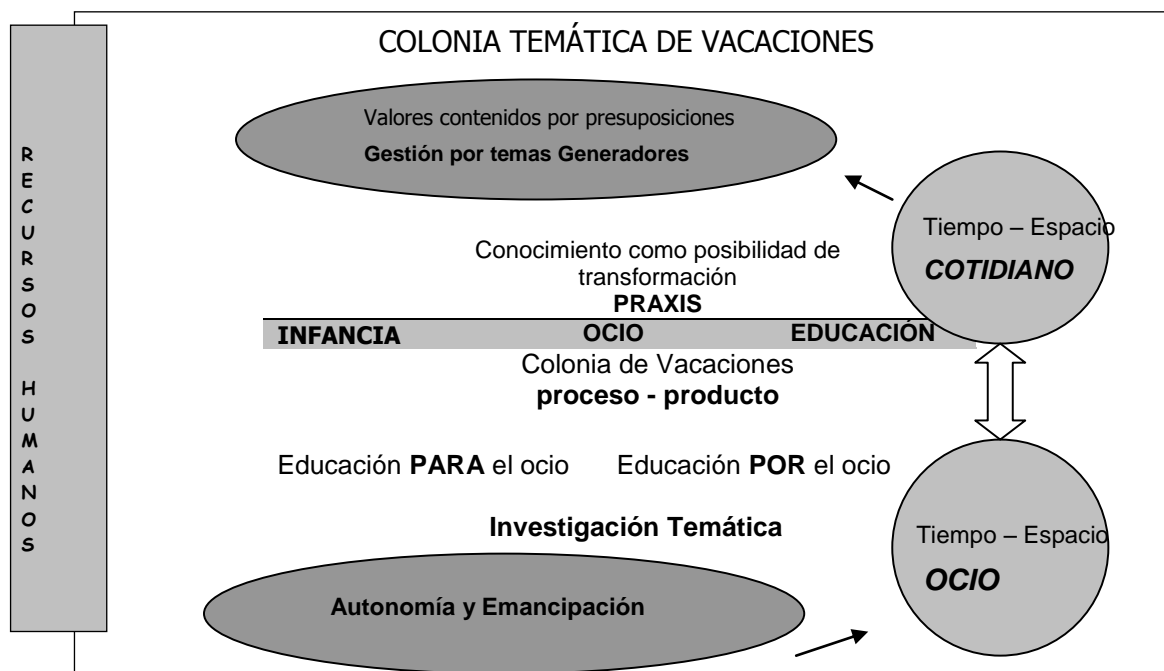 COLONIA TEMÁTICA DE VACACIONES
RECURSOS HUMANOS
Valores contenidos por presuposiciones
Gestión por temas Generadores
Tiempo – Espacio
COTIDIANO
Conocimiento como posibilidad de
transformación
PRAXIS
INFANCIA OCIO EDUCACIÓN
Colonia de Vacaciones
proceso - producto
Educación PARA el ocio Educación POR el ocio
Investigación Temática
Tiempo – Espacio
OCIO
Autonomía y Emancipación